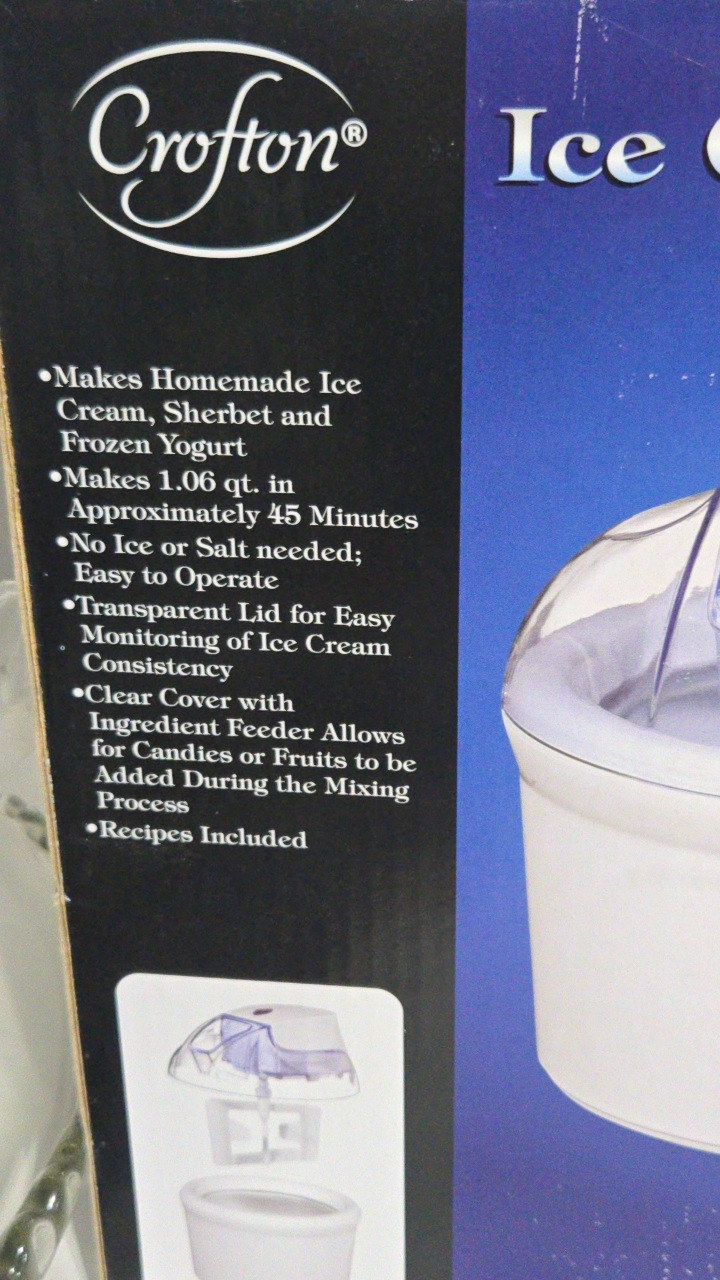 Crofton®
Ice
•Makes Homemade Ice
Cream, Sherbet and
Frozen Yogurt
•Makes 1.06 qt. in
Approximately 45 Minutes
•No Ice or Salt needed;
Easy to Operate
•Transparent Lid for Easy
Monitoring of Ice Cream
Consistency
•Clear Cover with
Ingredient Feeder Allows
for Candies or Fruits to be
Added During the Mixing
Process
•Recipes Included